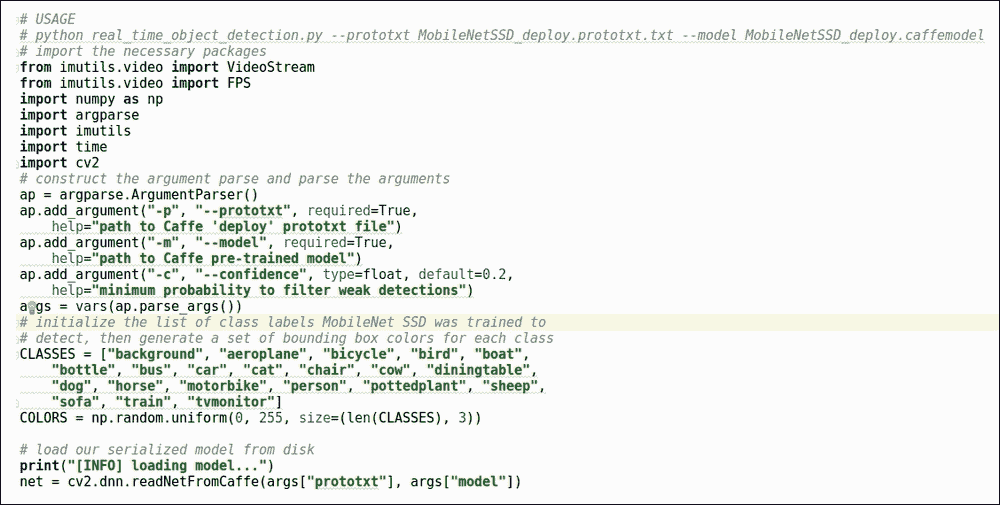 # USAGE
# python real_time_object_detection.py --prototxt MobileNetSSD_deploy.prototxt.txt --model MobileNetSSD_deploy.caffemodel
# import the necessary packages
from imutils.video import VideoStream
from imutils.video import FPS
import numpy as np
import argparse
import imutils
import time
import cv2
# construct the argument parse and parse the arguments
ap = argparse.ArgumentParser()
ap.add_argument("-p", "--prototxt", required=True,
    help="path to Caffe 'deploy' prototxt file")
ap.add_argument("-m", "--model", required=True,
    help="path to Caffe pre-trained model")
ap.add_argument("-c", "--confidence", type=float, default=0.2,
    help="minimum probability to filter weak detections")
args = vars(ap.parse_args())
# initialize the list of class labels MobileNet SSD was trained to
# detect, then generate a set of bounding box colors for each class
CLASSES = ["background", "aeroplane", "bicycle", "bird", "boat",
    "bottle", "bus", "car", "cat", "chair", "cow", "diningtable",
    "dog", "horse", "motorbike", "person", "pottedplant", "sheep",
    "sofa", "train", "tvmonitor"]
COLORS = np.random.uniform(0, 255, size=(len(CLASSES), 3))
# load our serialized model from disk
print("[INFO] loading model...")
net = cv2.dnn.readNetFromCaffe(args["prototxt"], args["model"])